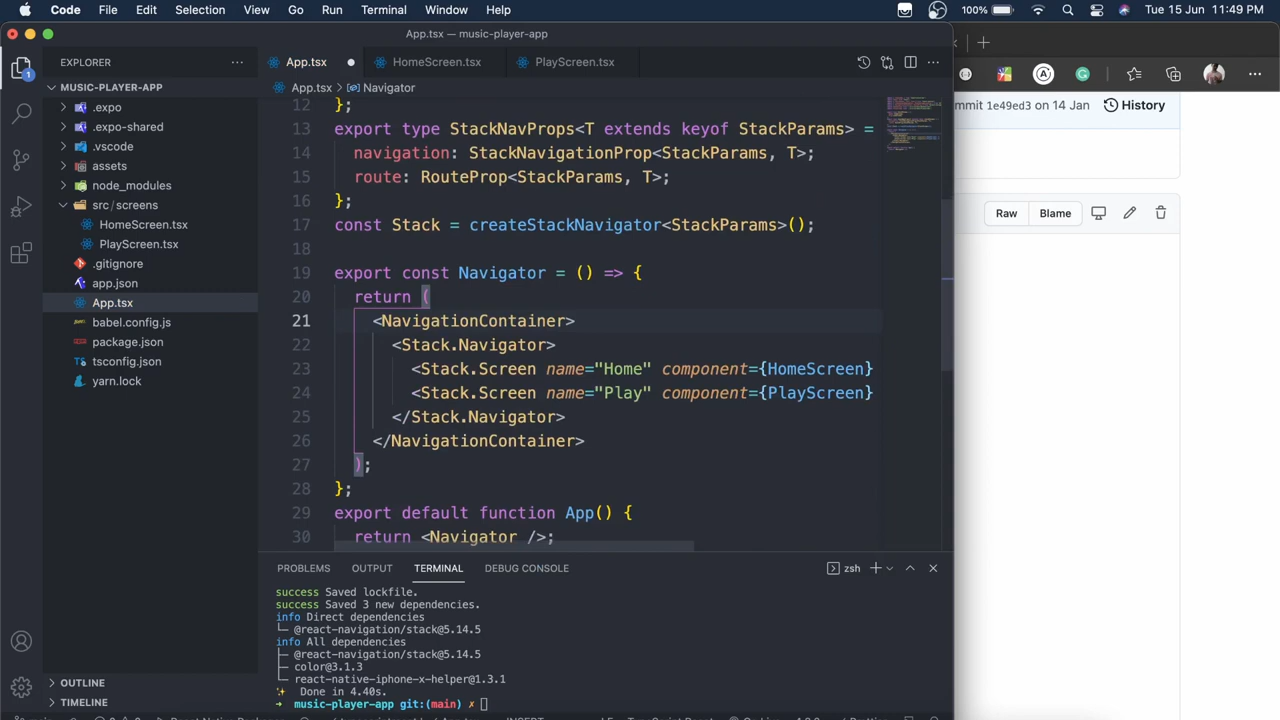 Code File Edit Selection View Go Run Terminal Window Help
100% Tue 15 Jun 11:49 PM
App.tsx — music-player-app
EXPLORER
App.tsx
HomeScreen.tsx
PlayScreen.tsx
MUSIC-PLAYER-APP
.expo
.expo-shared
.vscode
assets
node_modules
src/screens
HomeScreen.tsx
PlayScreen.tsx
.gitignore
app.json
App.tsx
babel.config.js
package.json
tsconfig.json
yarn.lock
OUTLINE
TIMELINE
App.tsx > Navigator
12 };
13 export type StackNavProps<T extends keyof StackParams> =
14 navigation: StackNavigationProp<StackParams, T>;
15 route: RouteProp<StackParams, T>;
16 };
17 const Stack = createStackNavigator<StackParams>();
18
19 export const Navigator = () => {
20 return (
21 <NavigationContainer>
22 <Stack.Navigator>
23 <Stack.Screen name="Home" component={HomeScreen}
24 <Stack.Screen name="Play" component={PlayScreen}
25 </Stack.Navigator>
26 </NavigationContainer>
27 );
28 };
29 export default function App() {
30 return <Navigator />;
PROBLEMS OUTPUT TERMINAL DEBUG CONSOLE
zsh
success Saved lockfile.
success Saved 3 new dependencies.
info Direct dependencies
└─ @react-navigation/stack@5.14.5
info All dependencies
├─ @react-navigation/stack@5.14.5
├─ color@3.1.3
└─ react-native-iphone-x-helper@1.3.1
✨ Done in 4.40s.
➜ music-player-app git:(main) ✗
mmit 1e49ed3 on 14 Jan
History
Raw
Blame